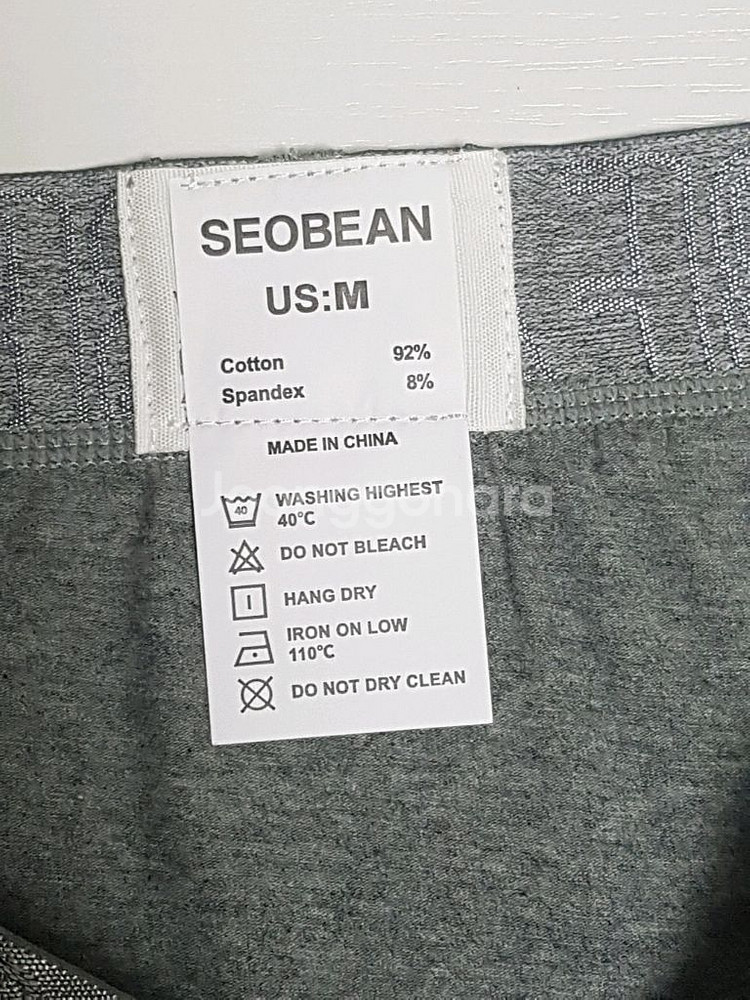 SEOBEAN
US:M
Cotton 92%
Spandex 8%
MADE IN CHINA
40 WASHING HIGHEST
40°C
DO NOT BLEACH
HANG DRY
IRON ON LOW
110°C
DO NOT DRY CLEAN
Joonggonara